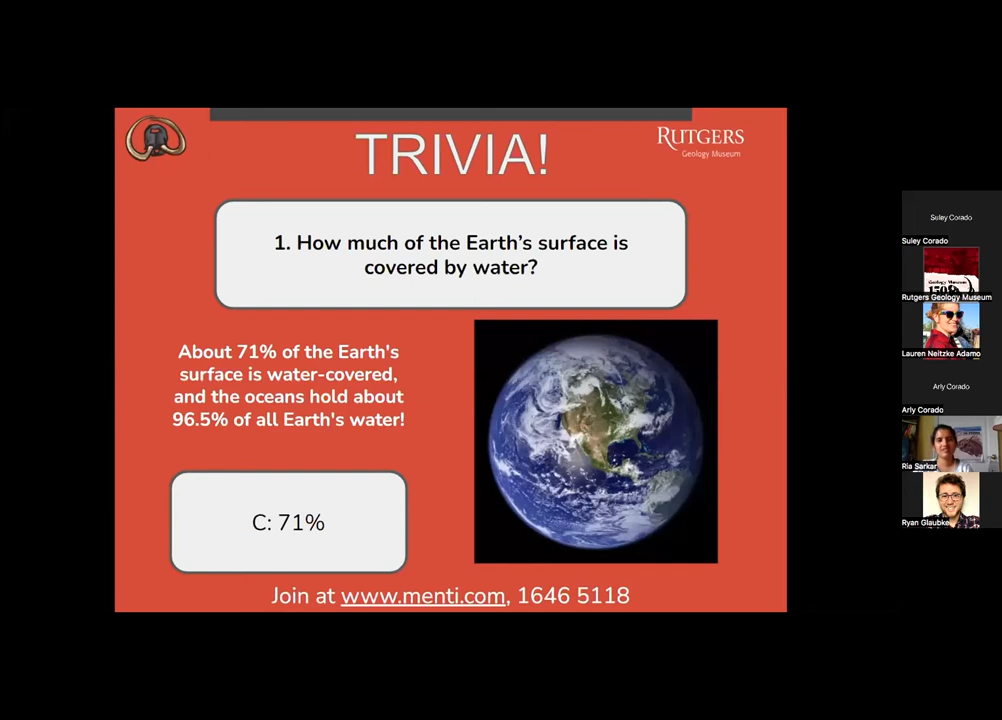 TRIVIA!
RUTGERS
Geology Museum
1. How much of the Earth’s surface is
covered by water?
About 71% of the Earth's
surface is water-covered,
and the oceans hold about
96.5% of all Earth's water!
C: 71%
Join at www.menti.com, 1646 5118
Suley Corado
Suley Corado
Geology Museum
Rutgers Geology Museum
Lauren Neitzke Adamo
Arly Corado
Arly Corado
Ria Sarkar
Ryan Glaubke